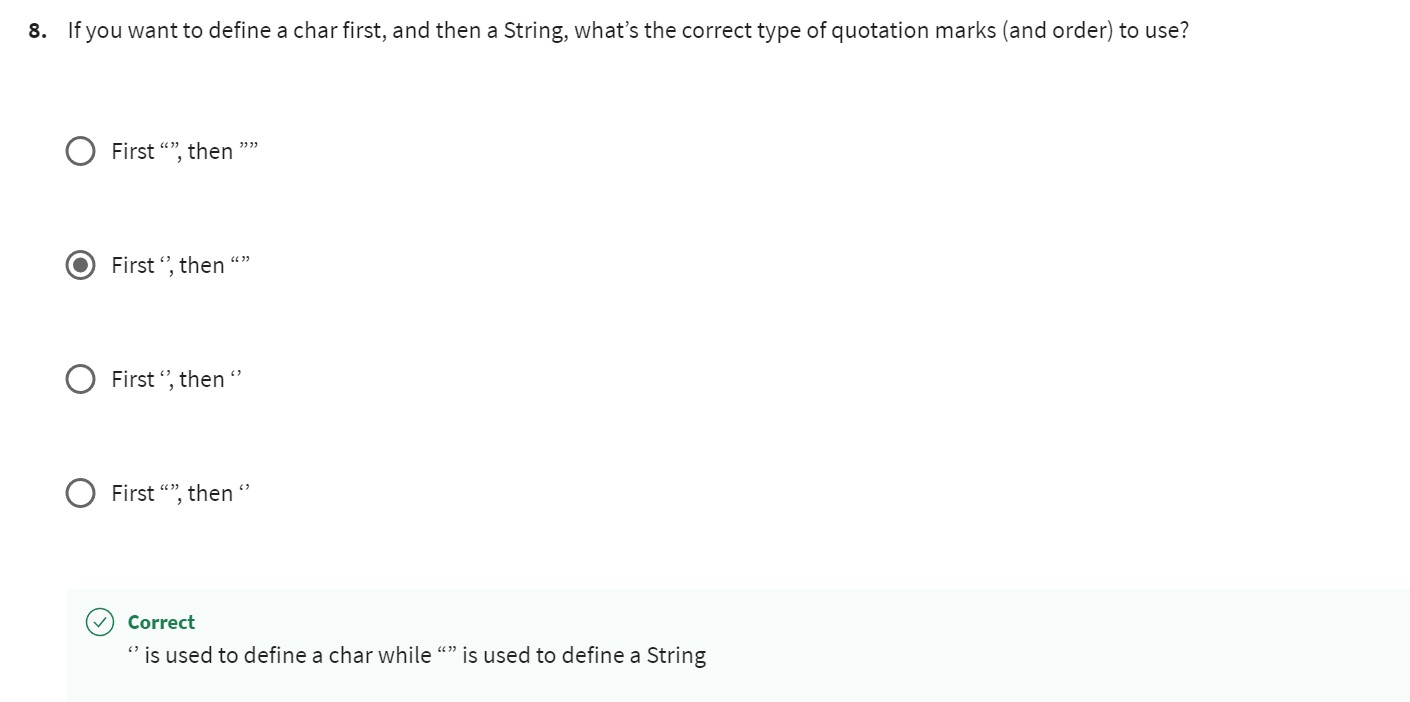 8. If you want to define a char first, and then a String, what’s the correct type of quotation marks (and order) to use?
First “”, then ””
First ‘’, then “”
First ‘’, then ‘’
First “”, then ‘’
Correct
‘’ is used to define a char while “” is used to define a String